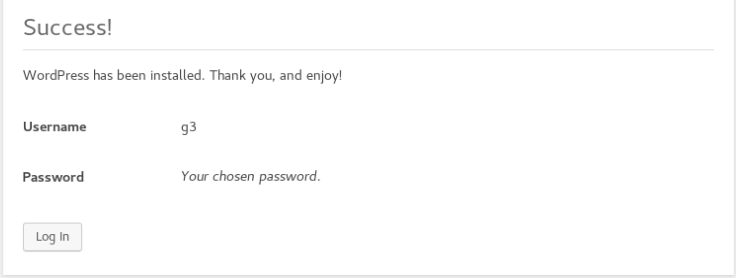 Success!
WordPress has been installed. Thank you, and enjoy!
Username g3
Password Your chosen password.
Log In